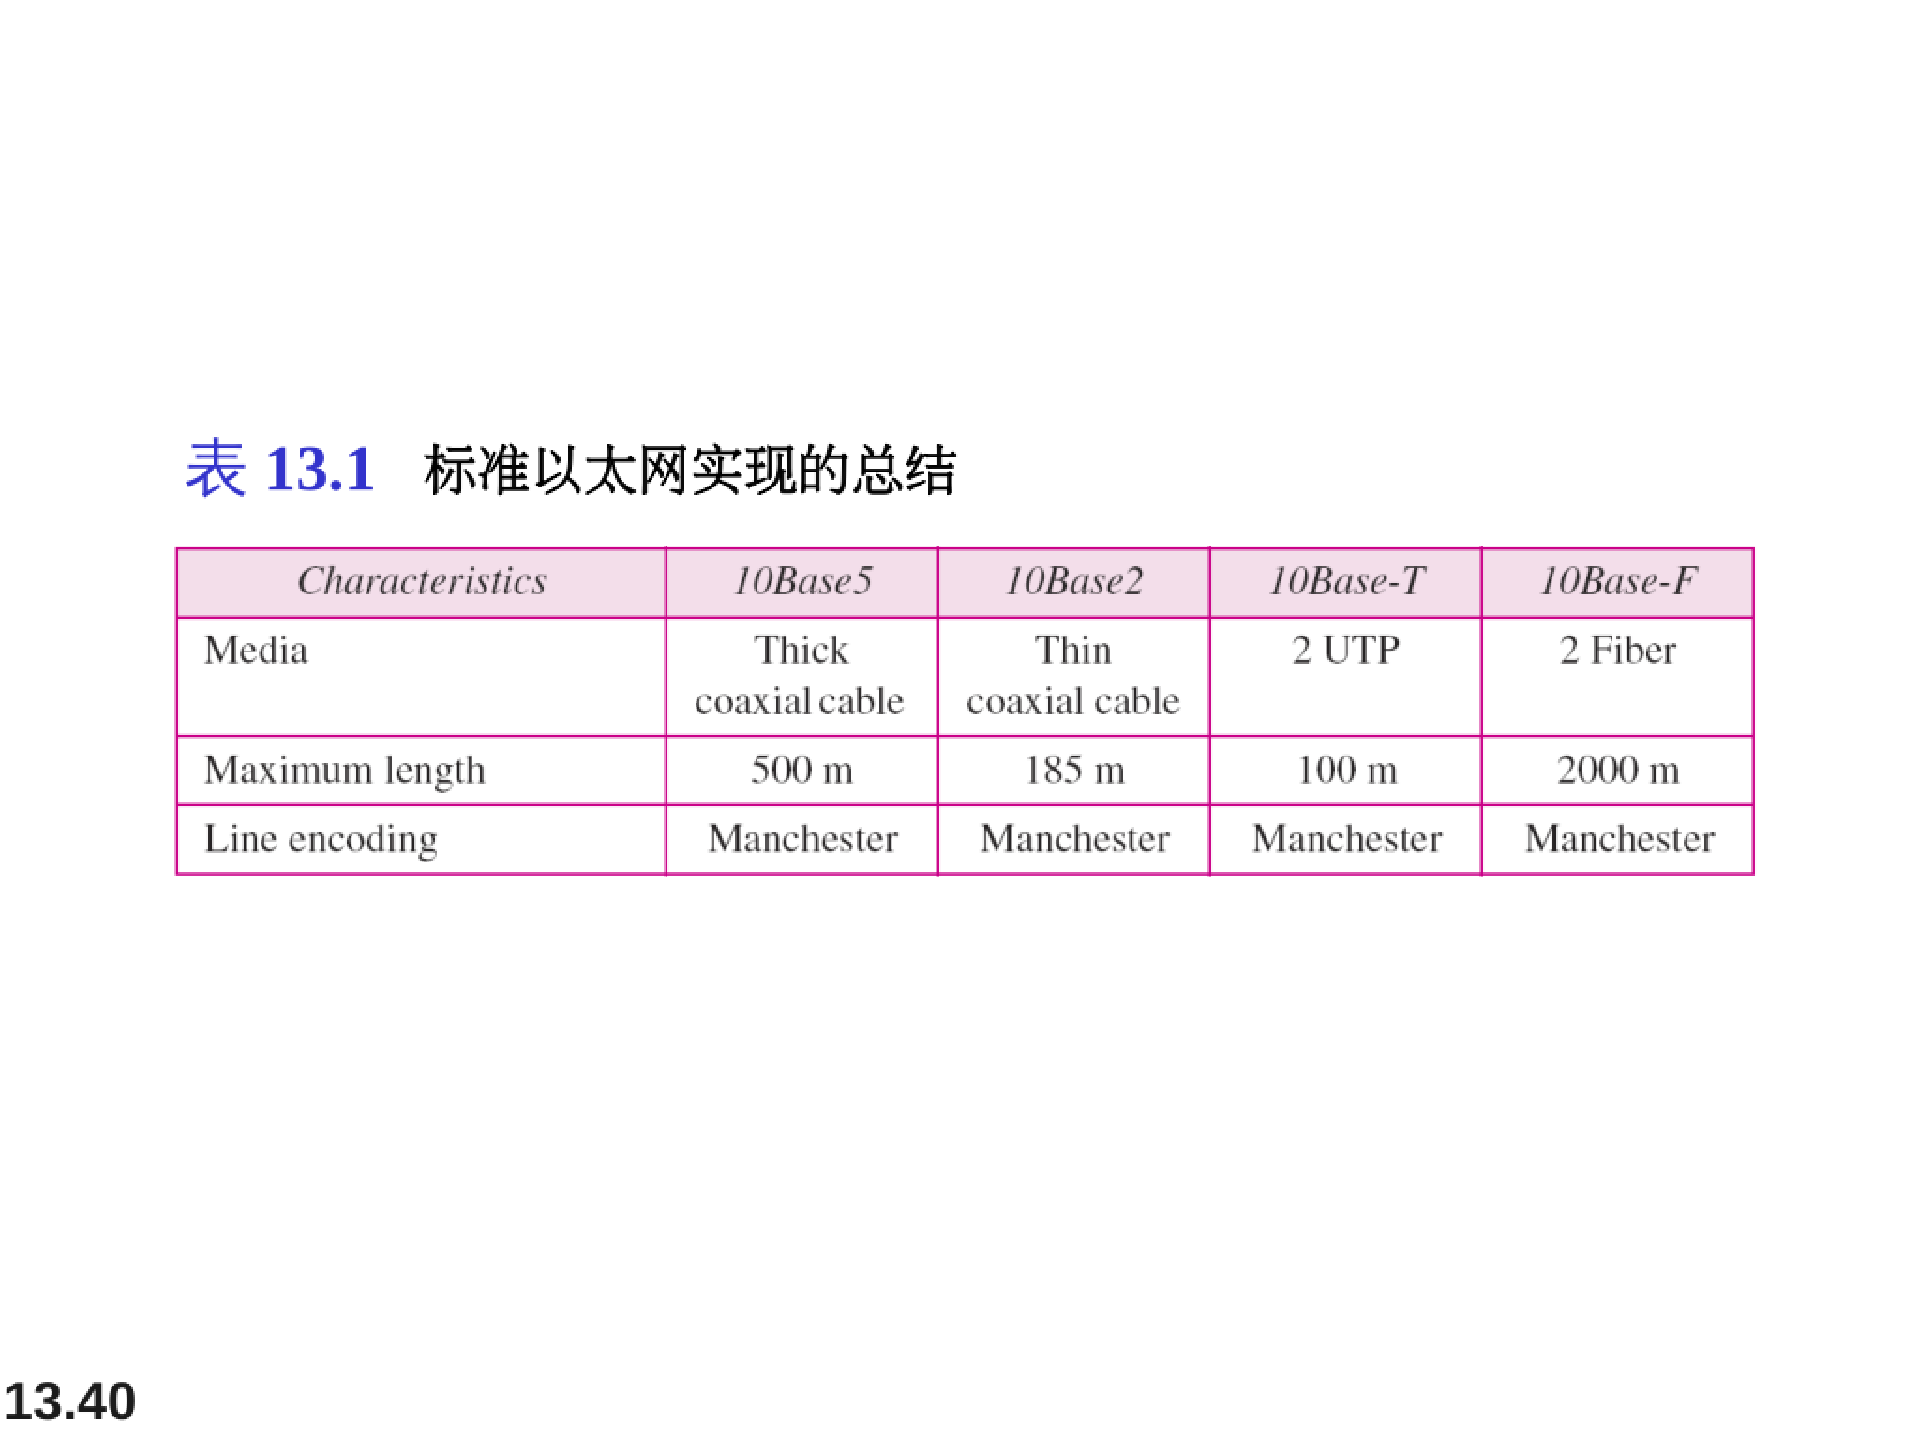 表 13.1 标准以太网实现的总结
Characteristics 10Base5 10Base2 10Base-T 10Base-F
Media Thick coaxial cable Thin coaxial cable 2 UTP 2 Fiber
Maximum length 500 m 185 m 100 m 2000 m
Line encoding Manchester Manchester Manchester Manchester
13.40